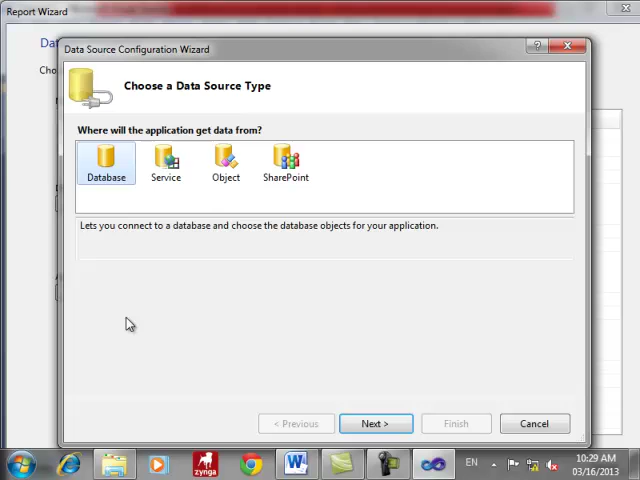 Report Wizard
Data Source Configuration Wizard
Choose a Data Source Type
Where will the application get data from?
Database Service Object SharePoint
Lets you connect to a database and choose the database objects for your application.
< Previous Next > Finish Cancel
zynga
EN
10:29 AM
03/16/2013